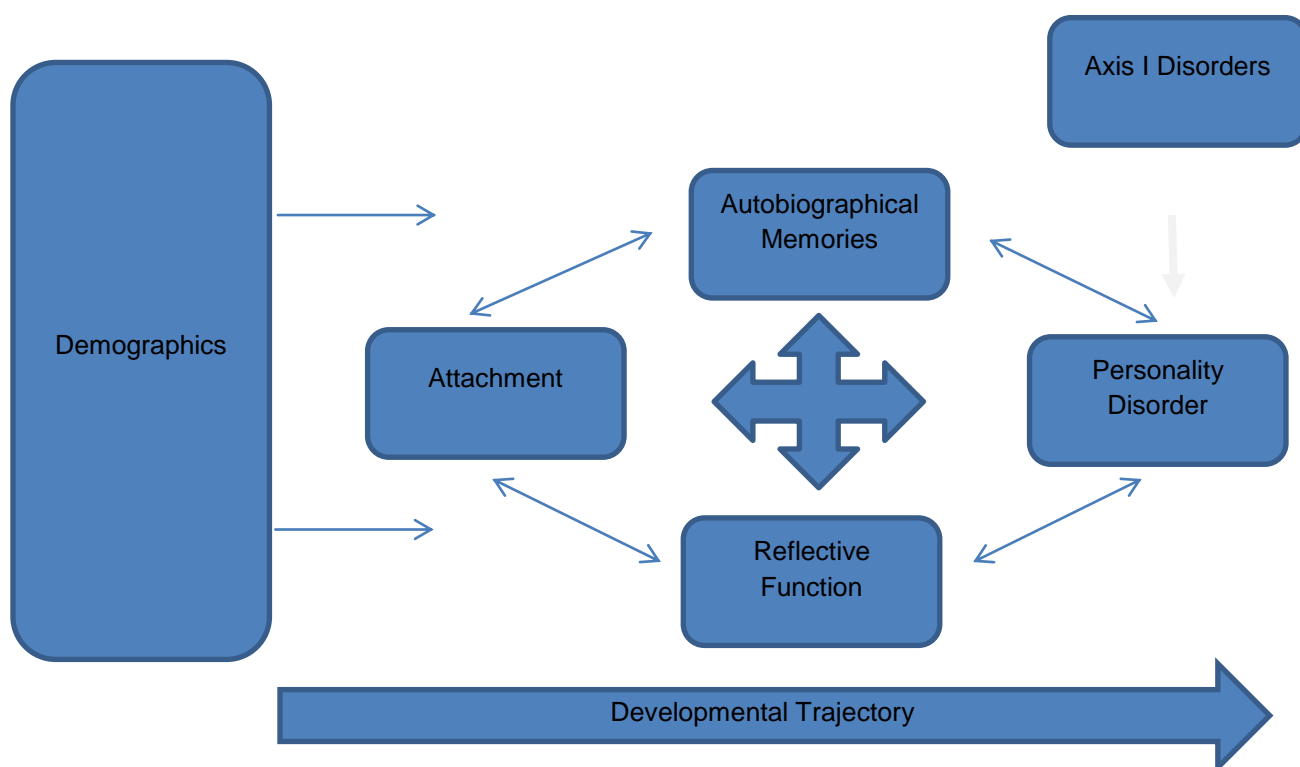 Axis I Disorders
Autobiographical
Memories
Demographics
Attachment
Personality
Disorder
Reflective
Function
Developmental Trajectory